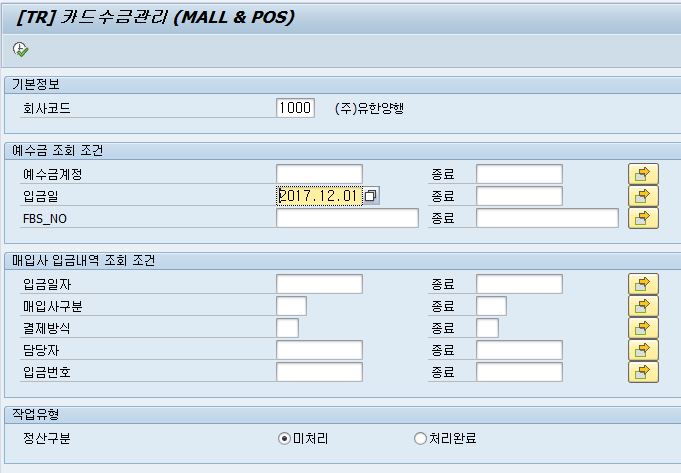 [TR] 카드수금관리 (MALL & POS)
기본정보
회사코드 1000 (주)유한양행
예수금 조회 조건
예수금계정 종료
입금일 2017.12.01 종료
FBS_NO 종료
매입사 입금내역 조회 조건
입금일자 종료
매입사구분 종료
결제방식 종료
담당자 종료
입금번호 종료
작업유형
정산구분 미처리 처리완료